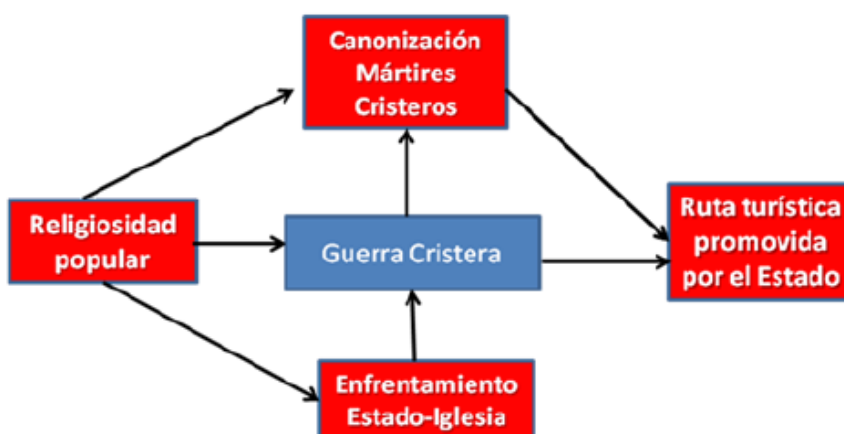 Canonización
Mártires
Cristeros
Religiosidad
popular
Guerra Cristera
Ruta turística
promovida
por el Estado
Enfrentamiento
Estado-Iglesia